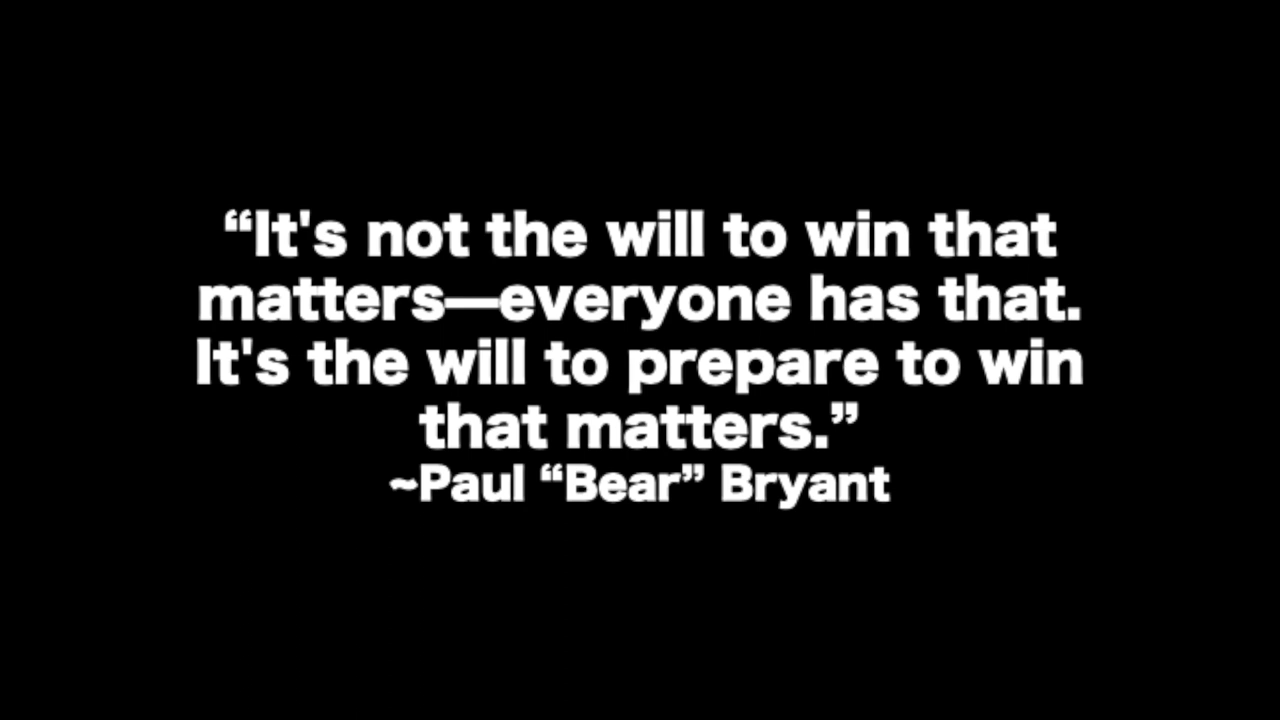 “It's not the will to win that
matters—everyone has that.
It's the will to prepare to win
that matters.”
~Paul “Bear” Bryant